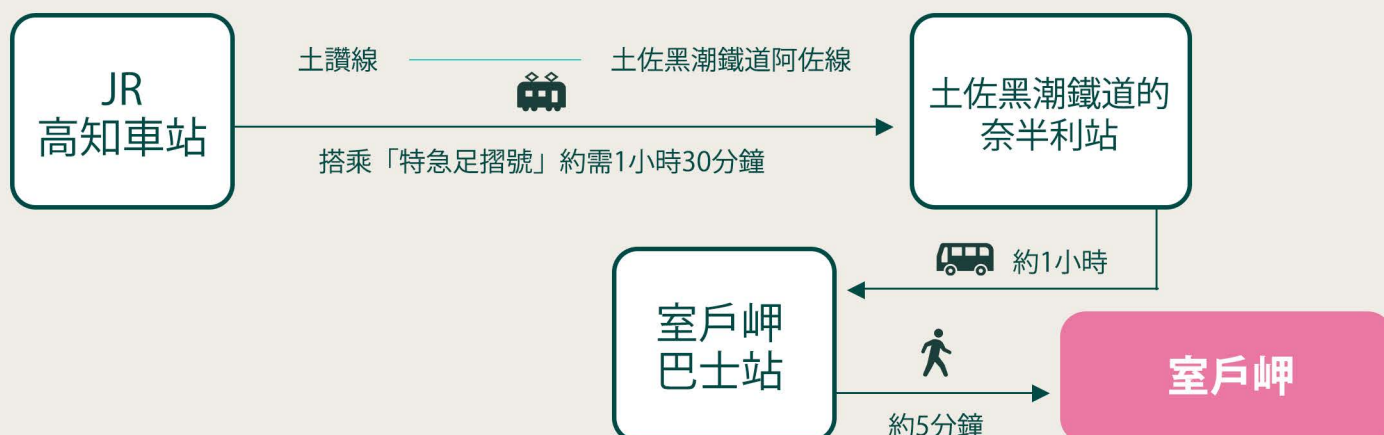 JR
高知車站
土讚線
土佐黑潮鐵道阿佐線
搭乘「特急足摺號」約需1小時30分鐘
土佐黑潮鐵道的
奈半利站
約1小時
室戶岬
巴士站
約5分鐘
室戶岬